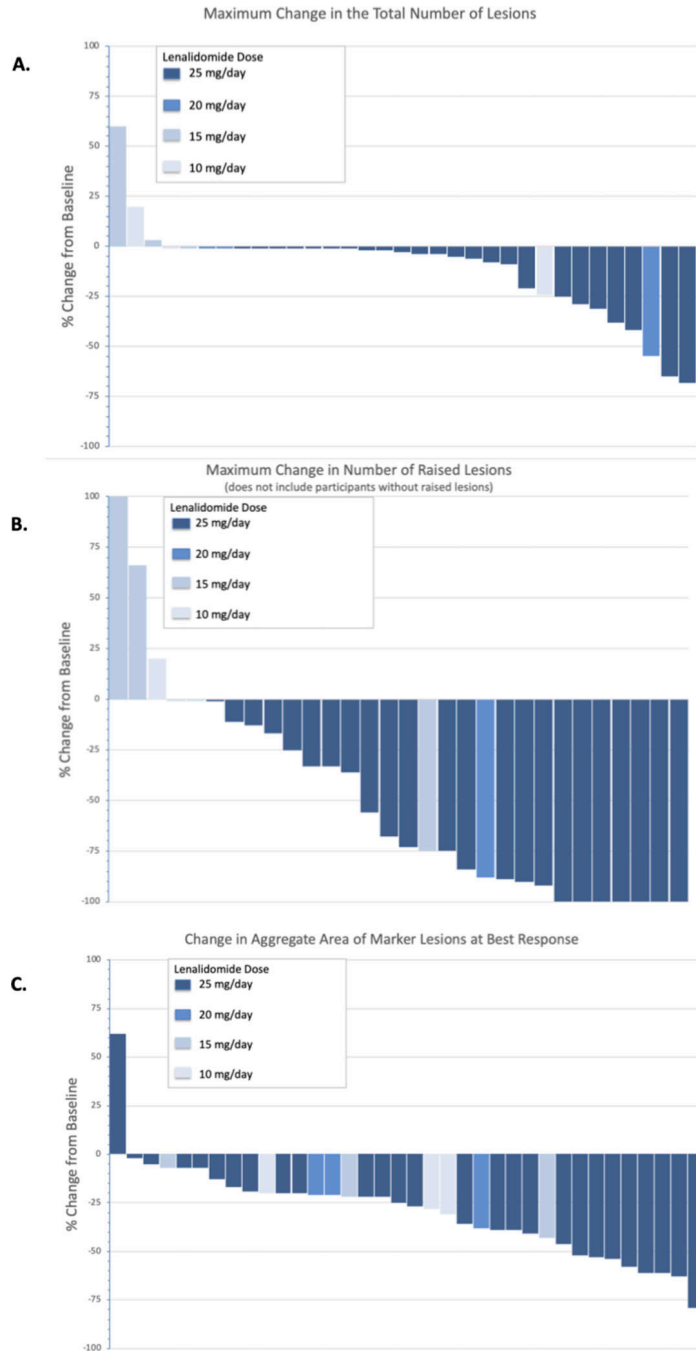 Maximum Change in the Total Number of Lesions
A.
% Change from Baseline
100
75
50
25
0
-25
-50
-75
-100
Lenalidomide Dose
25 mg/day
20 mg/day
15 mg/day
10 mg/day
Maximum Change in Number of Raised Lesions
(does not include participants without raised lesions)
B.
% Change from Baseline
100
75
50
25
0
-25
-50
-75
-100
Lenalidomide Dose
25 mg/day
20 mg/day
15 mg/day
10 mg/day
Change in Aggregate Area of Marker Lesions at Best Response
C.
% Change from Baseline
100
75
50
25
0
-25
-50
-75
-100
Lenalidomide Dose
25 mg/day
20 mg/day
15 mg/day
10 mg/day